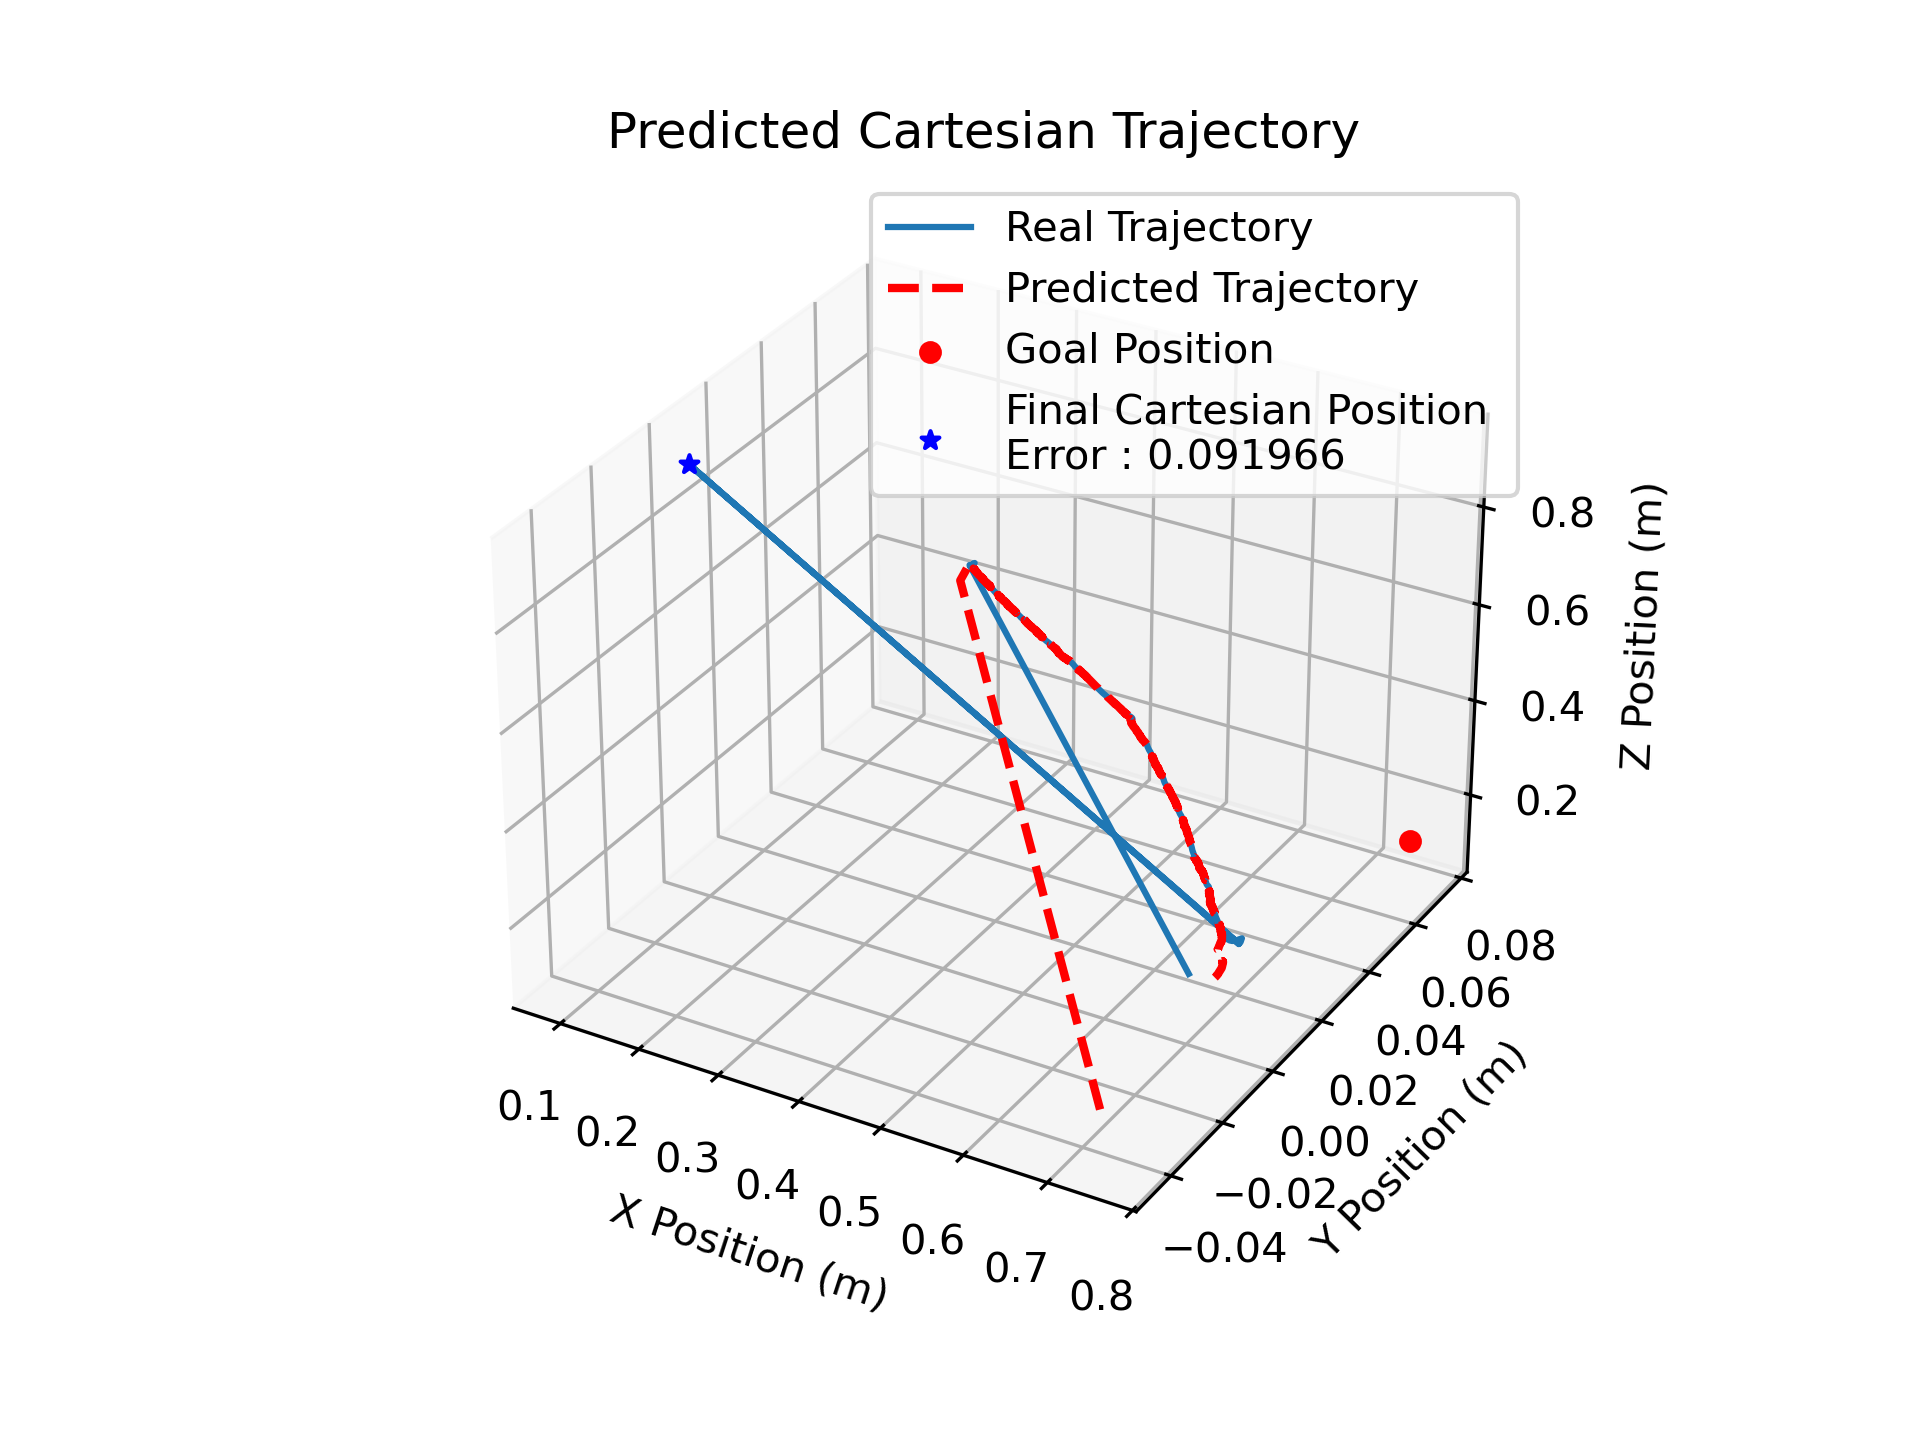 Predicted Cartesian Trajectory
Real Trajectory
Predicted Trajectory
Goal Position
Final Cartesian Position
Error : 0.091966
0.8
0.6
0.4
0.2
Z Position (m)
0.08
0.06
0.04
0.02
0.00
−0.02
−0.04
Y Position (m)
0.1
0.2
0.3
0.4
0.5
0.6
0.7
0.8
X Position (m)